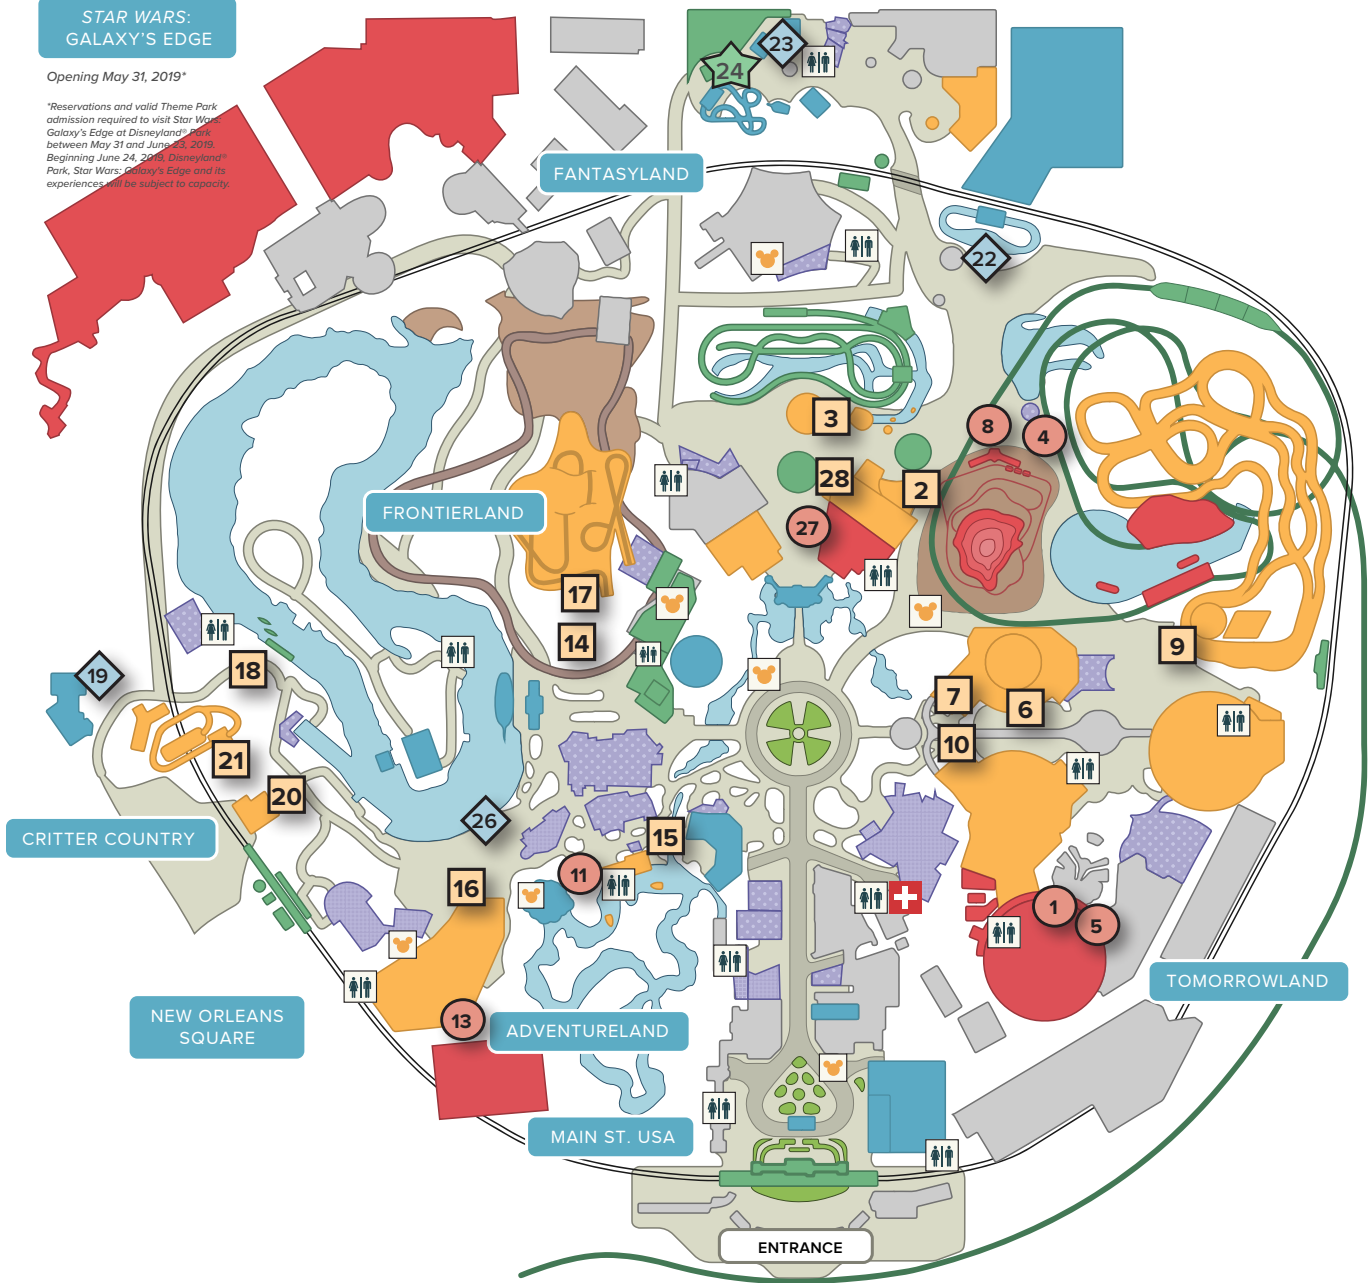 STAR WARS:
GALAXY'S EDGE
Opening May 31, 2019*
*Reservations and valid Theme Park
admission required to visit Star Wars:
Galaxy's Edge at Disneyland® Park
between May 31 and June 23, 2019.
Beginning June 24, 2019, Disneyland®
Park, Star Wars: Galaxy's Edge and its
experiences will be subject to capacity.
23
24
FANTASYLAND
22
3
8
4
28
2
FRONTIERLAND
27
17
14
9
18
19
7
6
10
21
20
26
15
CRITTER COUNTRY
11
16
1
5
TOMORROWLAND
NEW ORLEANS
SQUARE
13
ADVENTURELAND
MAIN ST. USA
ENTRANCE